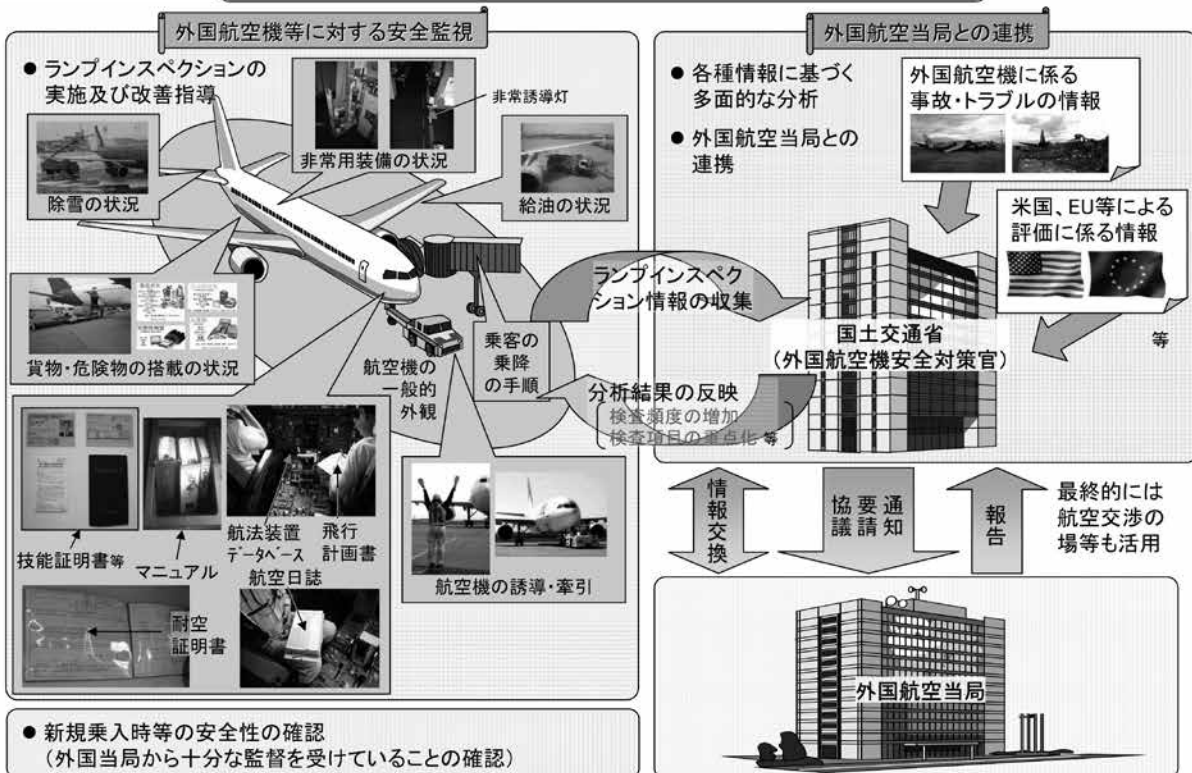 外国航空機等に対する安全監視
● ランプインスペクションの
実施及び改善指導
非常誘導灯
非常用装備の状況
除雪の状況
給油の状況
貨物・危険物の搭載の状況
航空機の
一般的
外観
乗客の
乗降
の手順
技能証明書等
マニュアル
航法装置
データベース
飛行
計画書
航空日誌
耐空
証明書
航空機の誘導・牽引
● 新規乗入時等の安全性の確認
（外国当局から十分な監督を受けていることの確認）
外国航空当局との連携
● 各種情報に基づく
多面的な分析
● 外国航空当局との
連携
外国航空機に係る
事故・トラブルの情報
米国、EU等による
評価に係る情報
等
ランプインスペク
ション情報の収集
国土交通省
（外国航空機安全対策官）
分析結果の反映
検査頻度の増加
検査項目の重点化 等
情報交換
通知
要請
協議
報告
最終的には
航空交渉の
場等も活用
外国航空当局